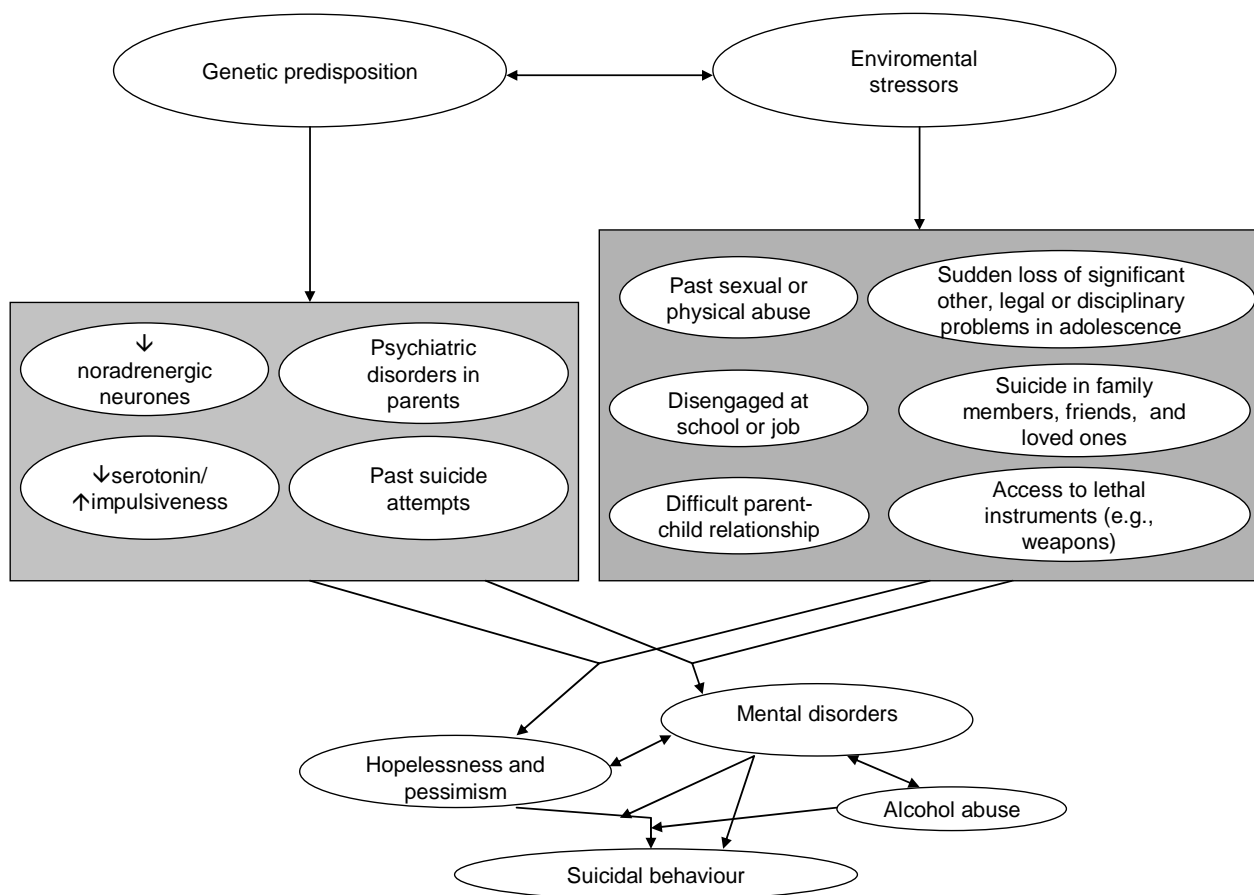 Genetic predisposition
Enviromental
stressors
Past sexual or
physical abuse
Sudden loss of significant
other, legal or disciplinary
problems in adolescence
↓
noradrenergic
neurones
Psychiatric
disorders in
parents
Disengaged at
school or job
Suicide in family
members, friends, and
loved ones
↓serotonin/
↑impulsiveness
Past suicide
attempts
Difficult parent-
child relationship
Access to lethal
instruments (e.g.,
weapons)
Mental disorders
Hopelessness and
pessimism
Alcohol abuse
Suicidal behaviour